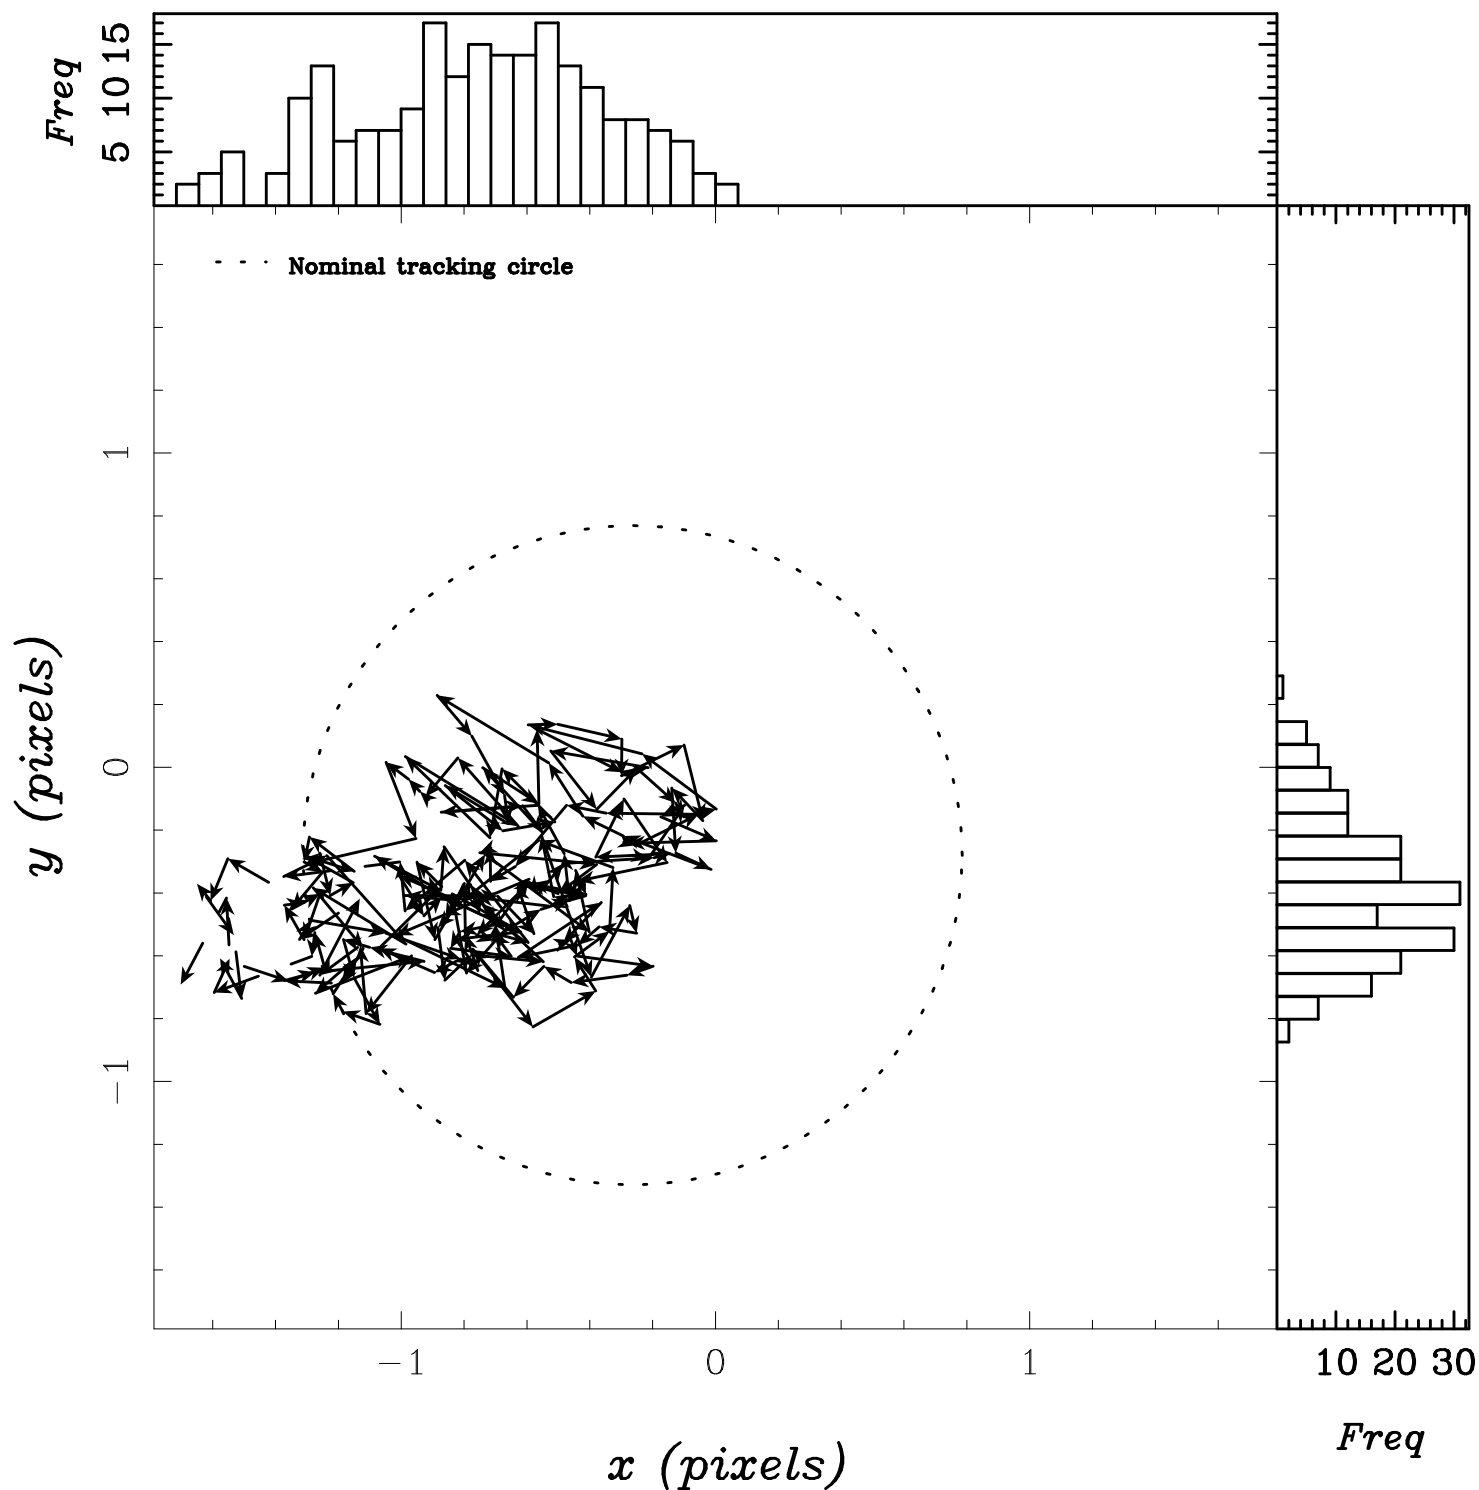 Freq
5 10 15
Nominal tracking circle
y (pixels)
1
0
−1
−1 0 1
10 20 30
x (pixels)
Freq